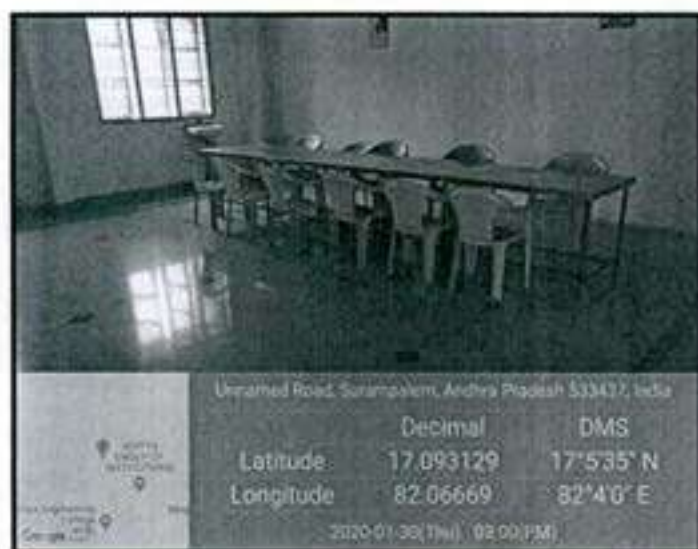 Unnamed Road, Surampalem, Andhra Pradesh 533437, India
Decimal DMS
Latitude 17.093129 17°5'35" N
Longitude 82.06669 82°4'0" E
2020-01-30(Thu) 03:00(PM)
Google